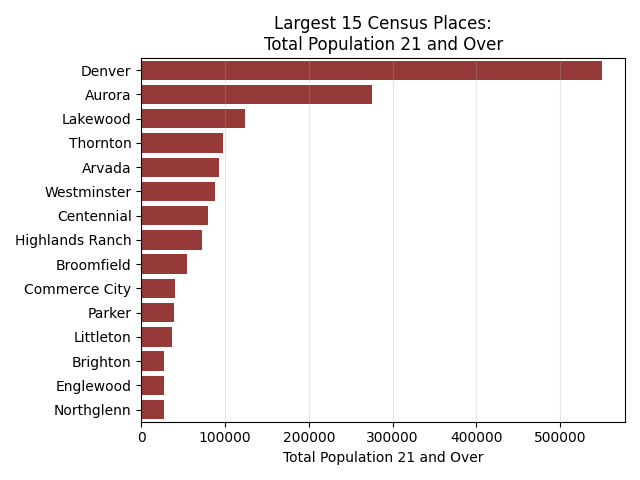 Largest 15 Census Places:
Total Population 21 and Over
Denver
Aurora
Lakewood
Thornton
Arvada
Westminster
Centennial
Highlands Ranch
Broomfield
Commerce City
Parker
Littleton
Brighton
Englewood
Northglenn
0 100000 200000 300000 400000 500000
Total Population 21 and Over